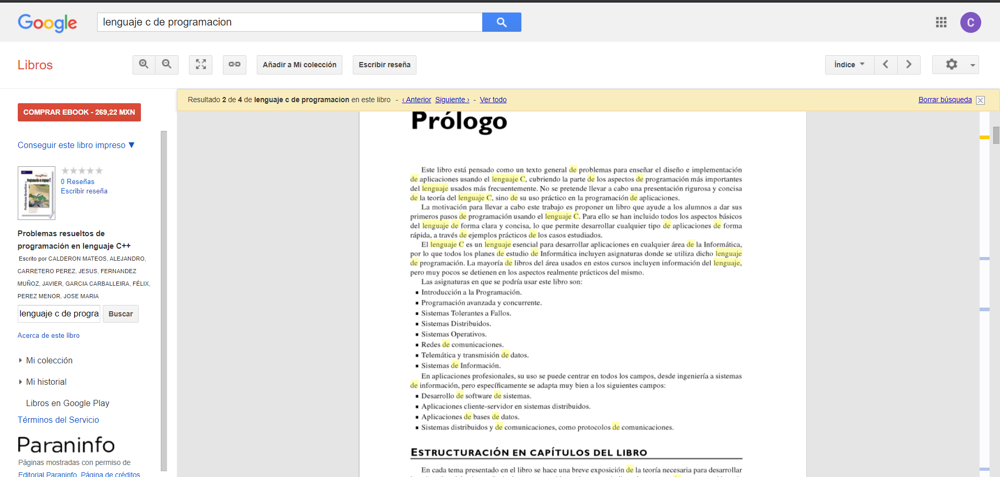 Google
lenguaje c de programacion
C
Libros
Añadir a Mi colección
Escribir reseña
Índice
Resultado 2 de 4 de lenguaje c de programacion en este libro - ‹ Anterior Siguiente › - Ver todo
Borrar búsqueda
COMPRAR EBOOK - 269,22 MXN
Conseguir este libro impreso ▼
0 Reseñas
Escribir reseña
Problemas resueltos de
programación en lenguaje C++
Escrito por CALDERON MATEOS, ALEJANDRO,
CARRETERO PEREZ, JESUS, FERNANDEZ
MUÑOZ, JAVIER, GARCIA CARBALLEIRA, FÉLIX,
PEREZ MENOR, JOSE MARIA
lenguaje c de progra
Buscar
Acerca de este libro
Mi colección
Mi historial
Libros en Google Play
Términos del Servicio
Paraninfo
Páginas mostradas con permiso de
Editorial Paraninfo. Página de créditos
Prólogo
Este libro está pensado como un texto general de problemas para enseñar el diseño e implementación
de aplicaciones usando el lenguaje C, cubriendo la parte de los aspectos de programación más importantes
del lenguaje usados más frecuentemente. No se pretende llevar a cabo una presentación rigurosa y concisa
de la teoría del lenguaje C, sino de su uso práctico en la programación de aplicaciones.
La motivación para llevar a cabo este trabajo es proponer un libro que ayude a los alumnos a dar sus
primeros pasos de programación usando el lenguaje C. Para ello se han incluido todos los aspectos básicos
del lenguaje de forma clara y concisa, lo que permite desarrollar cualquier tipo de aplicaciones de forma
rápida, a través de ejemplos prácticos de los casos estudiados.
El lenguaje C es un lenguaje esencial para desarrollar aplicaciones en cualquier área de la Informática,
por lo que todos los planes de estudio de Informática incluyen asignaturas donde se utiliza dicho lenguaje
de programación. La mayoría de libros del área usados en estos cursos incluyen información del lenguaje,
pero muy pocos se detienen en los aspectos realmente prácticos del mismo.
Las asignaturas en que se podría usar este libro son:
▪ Introducción a la Programación.
▪ Programación avanzada y concurrente.
▪ Sistemas Tolerantes a Fallos.
▪ Sistemas Distribuidos.
▪ Sistemas Operativos.
▪ Redes de comunicaciones.
▪ Telemática y transmisión de datos.
▪ Sistemas de Información.
En aplicaciones profesionales, su uso se puede centrar en todos los campos, desde ingeniería a sistemas
de información, pero específicamente se adapta muy bien a los siguientes campos:
▪ Desarrollo de software de sistemas.
▪ Aplicaciones cliente-servidor en sistemas distribuidos.
▪ Aplicaciones de bases de datos.
▪ Sistemas distribuidos y de comunicaciones, como protocolos de comunicaciones.
ESTRUCTURACIÓN EN CAPÍTULOS DEL LIBRO
En cada tema presentado en el libro se hace una breve exposición de la teoría necesaria para desarrollar